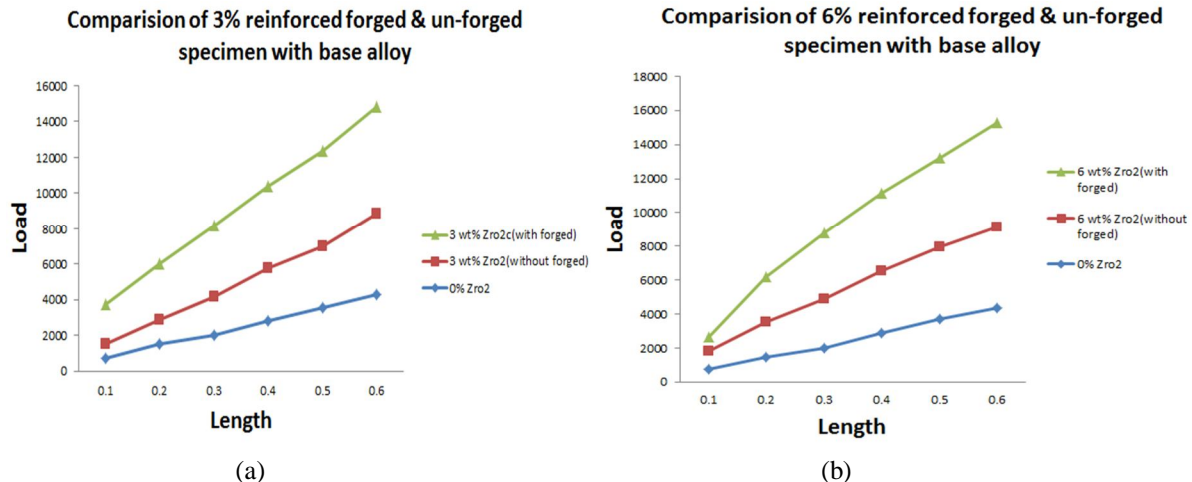 Comparision of 3% reinforced forged & un-forged
specimen with base alloy
16000
14000
12000
10000
8000
6000
4000
2000
0
Load
0.1 0.2 0.3 0.4 0.5 0.6
Length
3 wt% Zro2c(with forged)
3 wt% Zro2(without forged)
0% Zro2
(a)
Comparision of 6% reinforced forged & un-forged
specimen with base alloy
18000
16000
14000
12000
10000
8000
6000
4000
2000
0
Load
0.1 0.2 0.3 0.4 0.5 0.6
Length
6 wt% Zro2(with
forged)
6 wt% Zro2(without
forged)
0% Zro2
(b)